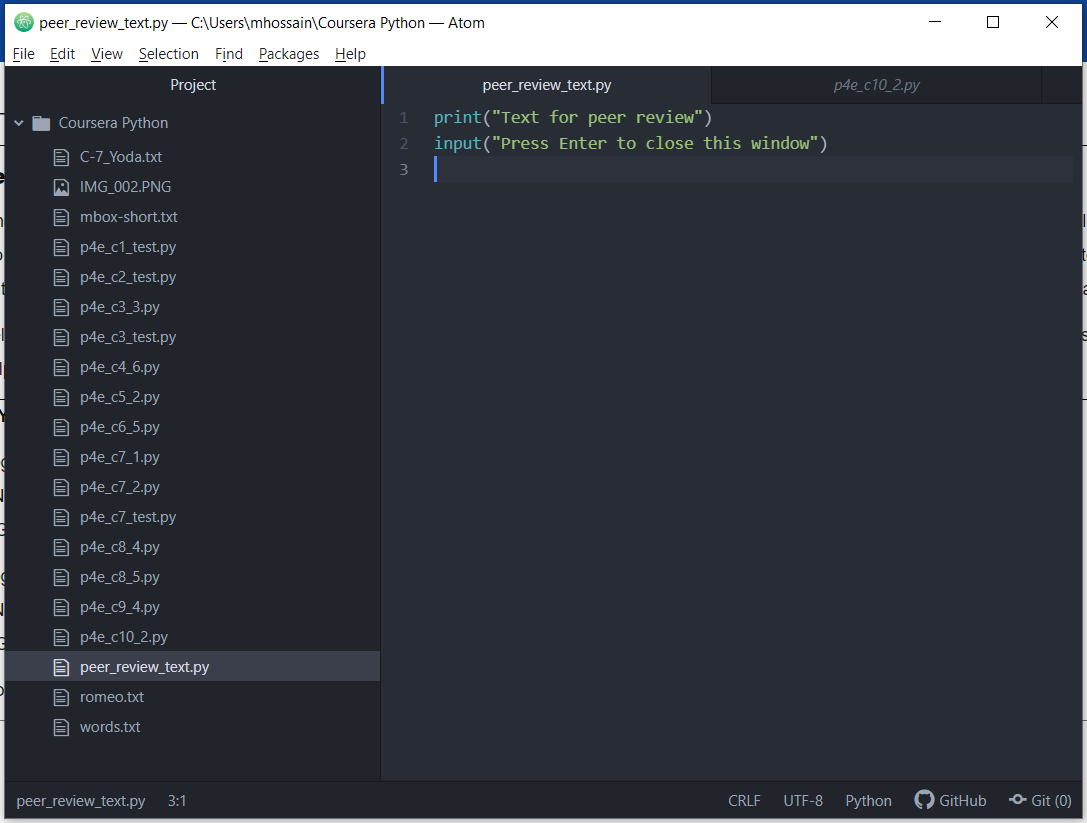 peer_review_text.py — C:\Users\mhossain\Coursera Python — Atom
File Edit View Selection Find Packages Help
Project
Coursera Python
C-7_Yoda.txt
IMG_002.PNG
mbox-short.txt
p4e_c1_test.py
p4e_c2_test.py
p4e_c3_3.py
p4e_c3_test.py
p4e_c4_6.py
p4e_c5_2.py
p4e_c6_5.py
p4e_c7_1.py
p4e_c7_2.py
p4e_c7_test.py
p4e_c8_4.py
p4e_c8_5.py
p4e_c9_4.py
p4e_c10_2.py
peer_review_text.py
romeo.txt
words.txt
peer_review_text.py p4e_c10_2.py
1 print("Text for peer review")
2 input("Press Enter to close this window")
3
peer_review_text.py 3:1 CRLF UTF-8 Python GitHub Git (0)